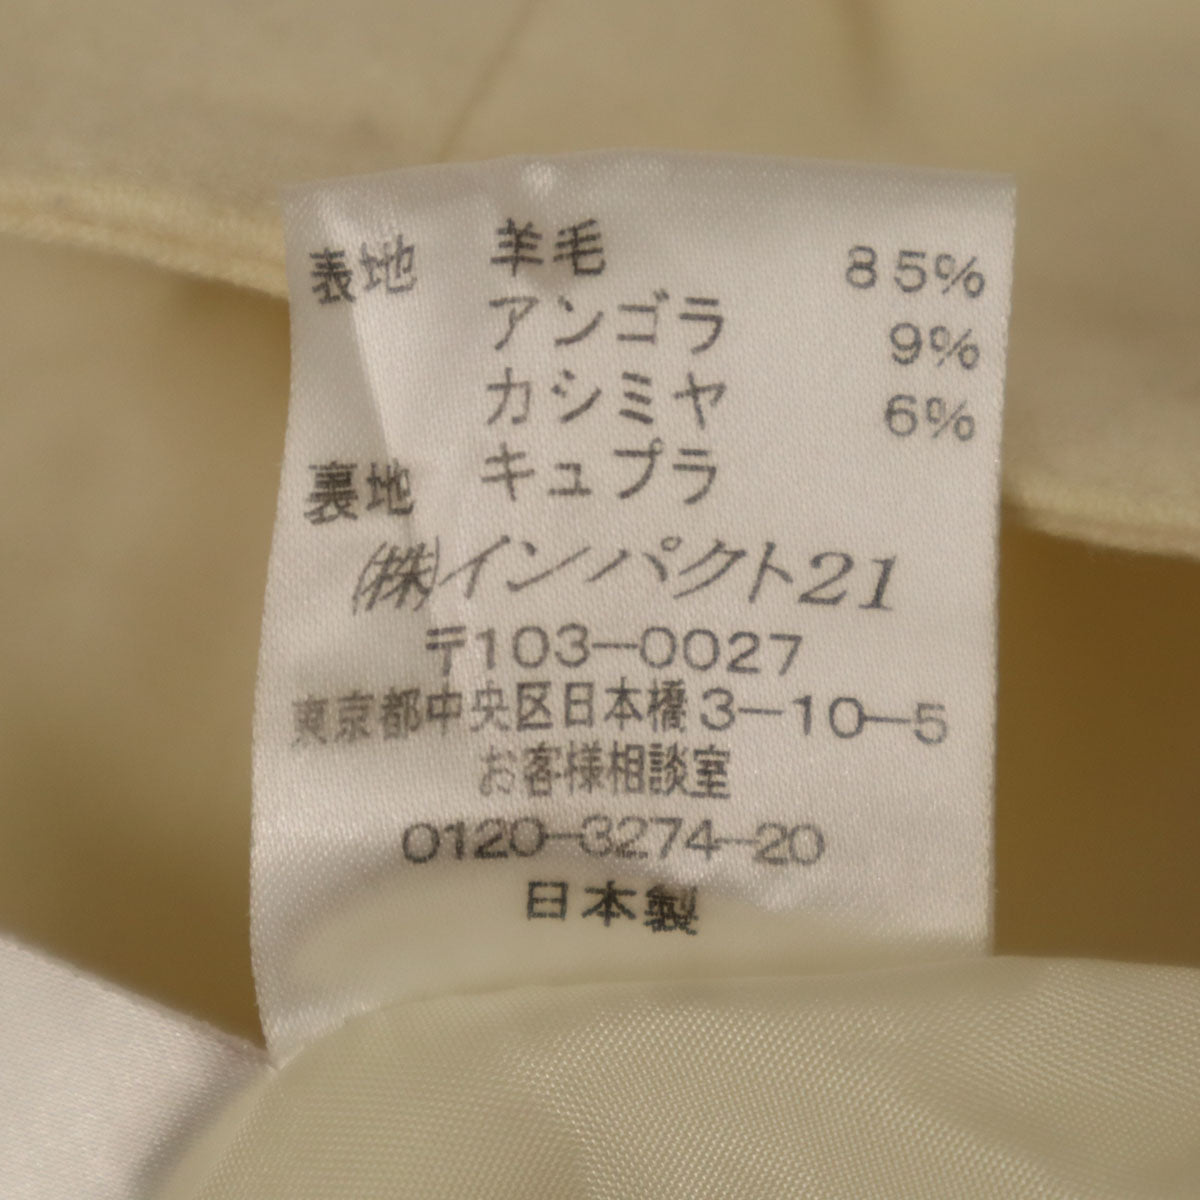 表地 羊毛 85%
アンゴラ 9%
カシミヤ 6%
裏地 キュプラ
(株)インパクト21
〒103-0027
東京都中央区日本橋3-10-5
お客様相談室
0120-3274-20
日本製